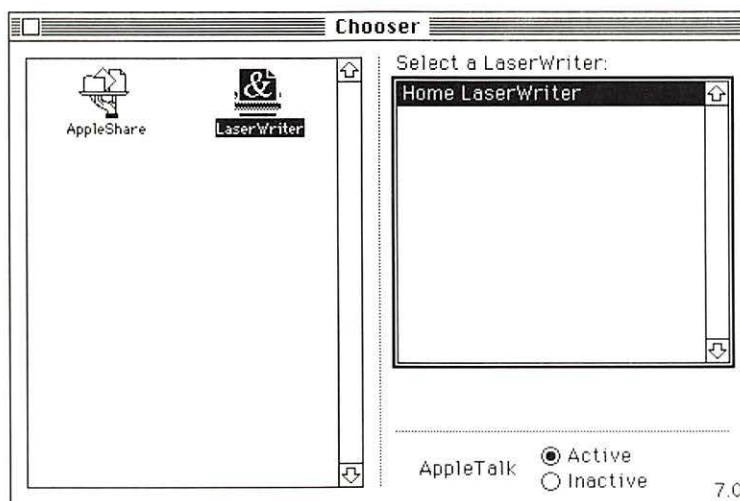 Chooser
AppleShare
LaserWriter
Select a LaserWriter:
Home LaserWriter
AppleTalk
Active
Inactive
7.0